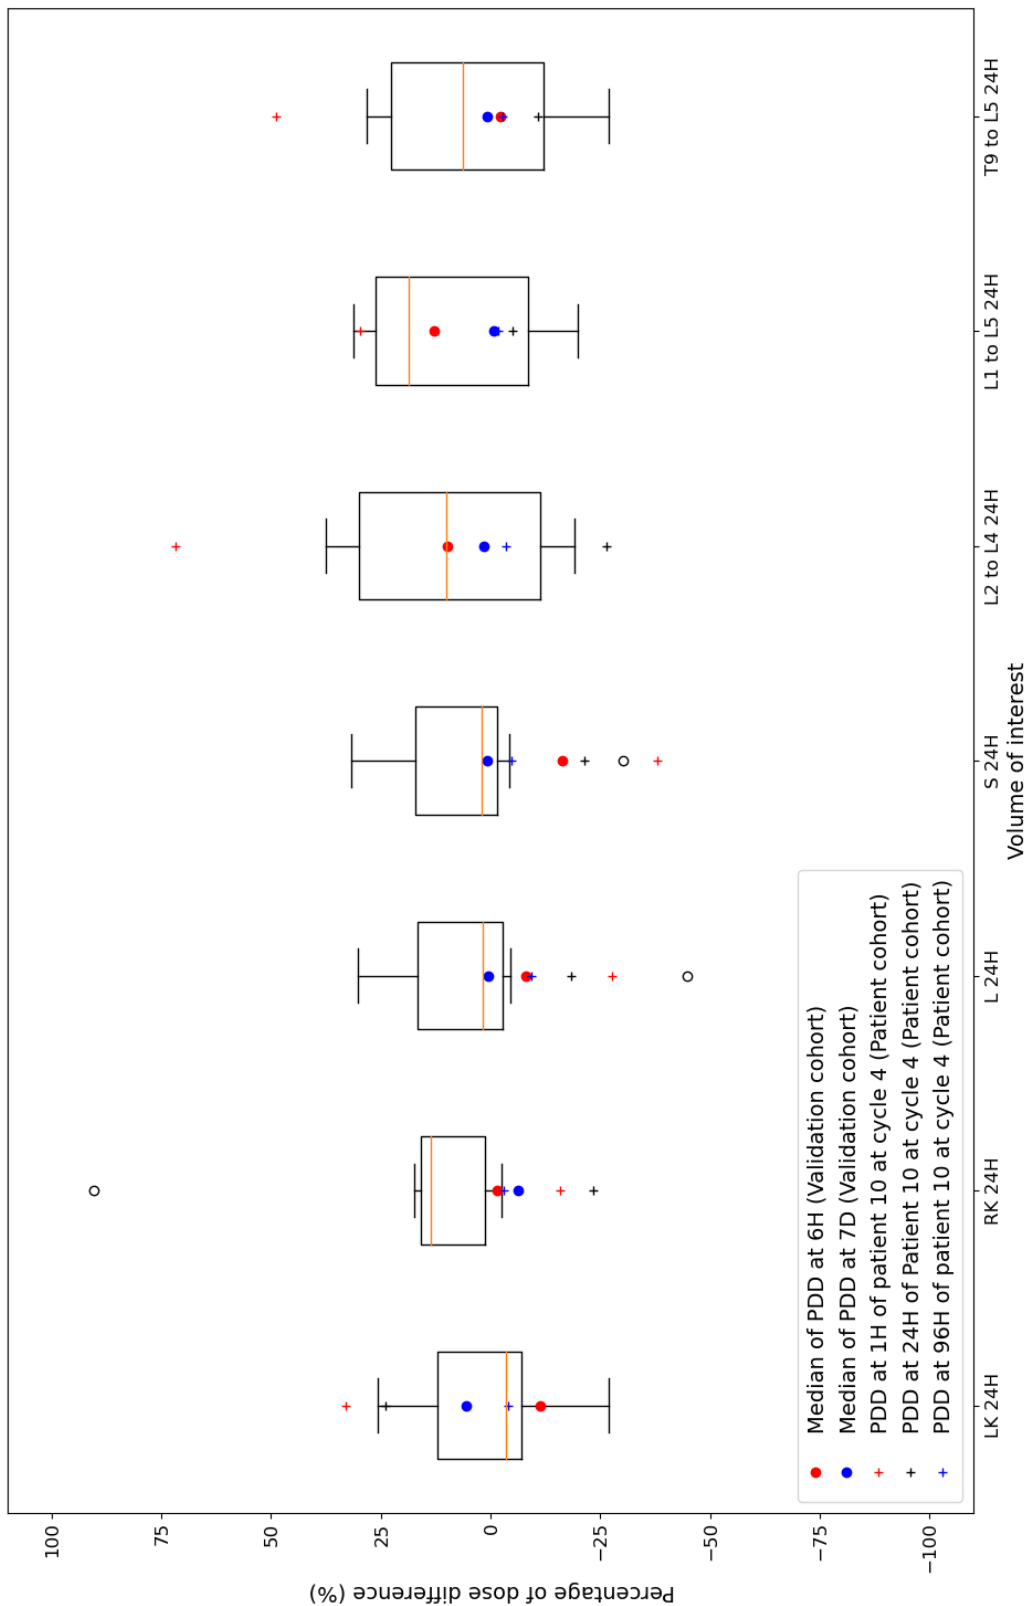 Percentage of dose difference (%)
100
75
50
25
0
−25
−50
−75
−100
Median of PDD at 6H (Validation cohort)
Median of PDD at 7D (Validation cohort)
PDD at 1H of patient 10 at cycle 4 (Patient cohort)
PDD at 24H of Patient 10 at cycle 4 (Patient cohort)
PDD at 96H of patient 10 at cycle 4 (Patient cohort)
LK 24H
RK 24H
L 24H
S 24H
L2 to L4 24H
L1 to L5 24H
T9 to L5 24H
Volume of interest